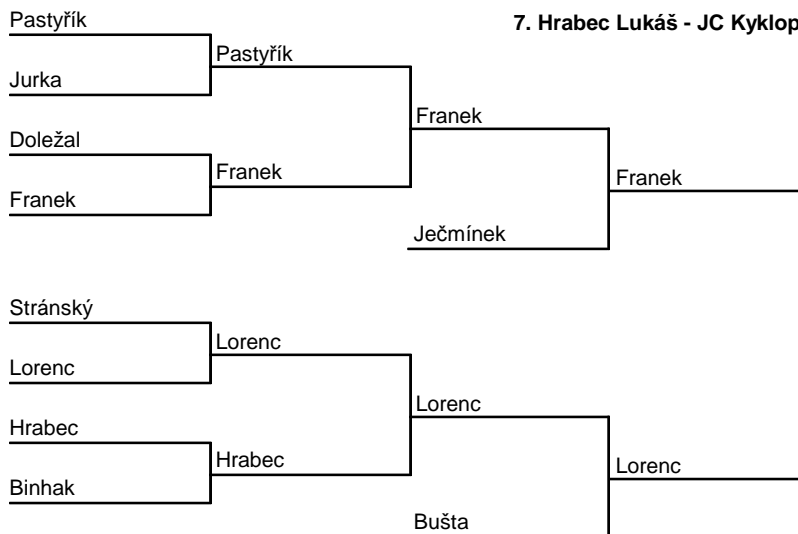 Pastyřík
7. Hrabec Lukáš - JC Kyklop
Pastyřík
Jurka
Franek
Doležal
Franek
Franek
Franek
Ječmínek
Stránský
Lorenc
Lorenc
Lorenc
Hrabec
Hrabec
Lorenc
Binhak
Bušta